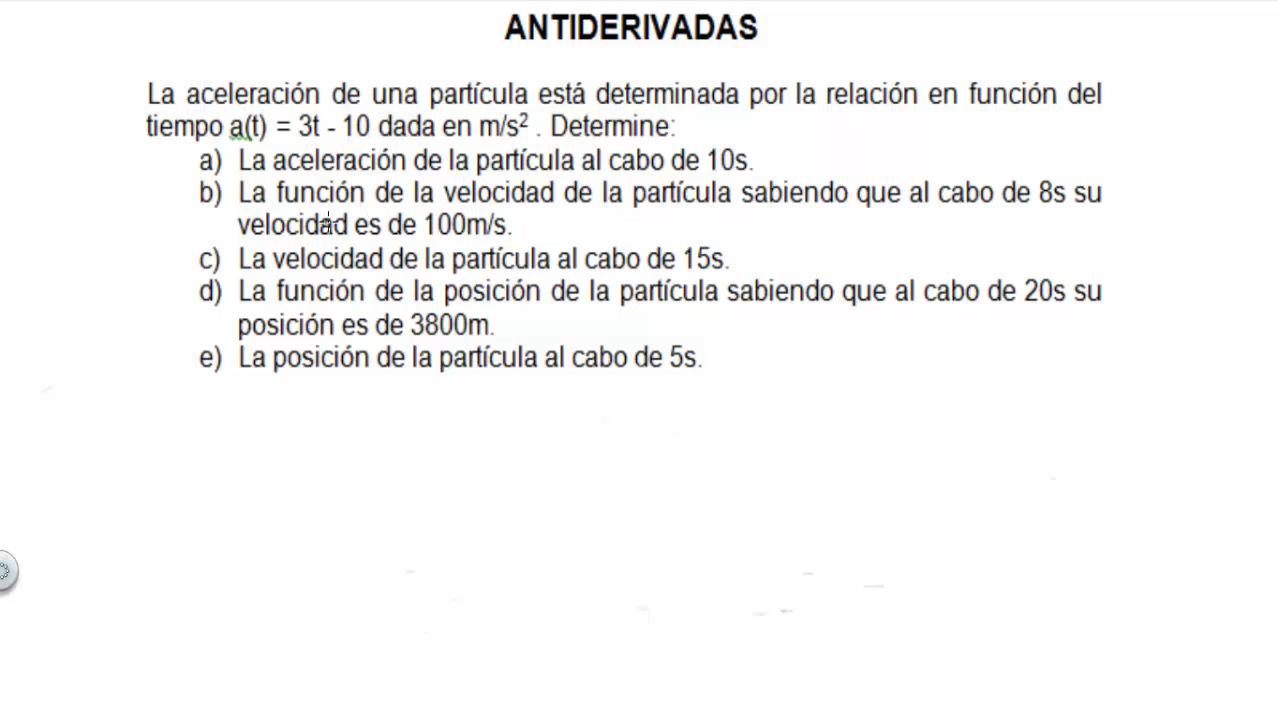 ANTIDERIVADAS
La aceleración de una partícula está determinada por la relación en función del
tiempo a(t) = 3t - 10 dada en m/s² . Determine:
a) La aceleración de la partícula al cabo de 10s.
b) La función de la velocidad de la partícula sabiendo que al cabo de 8s su
velocidad es de 100m/s.
c) La velocidad de la partícula al cabo de 15s.
d) La función de la posición de la partícula sabiendo que al cabo de 20s su
posición es de 3800m.
e) La posición de la partícula al cabo de 5s.